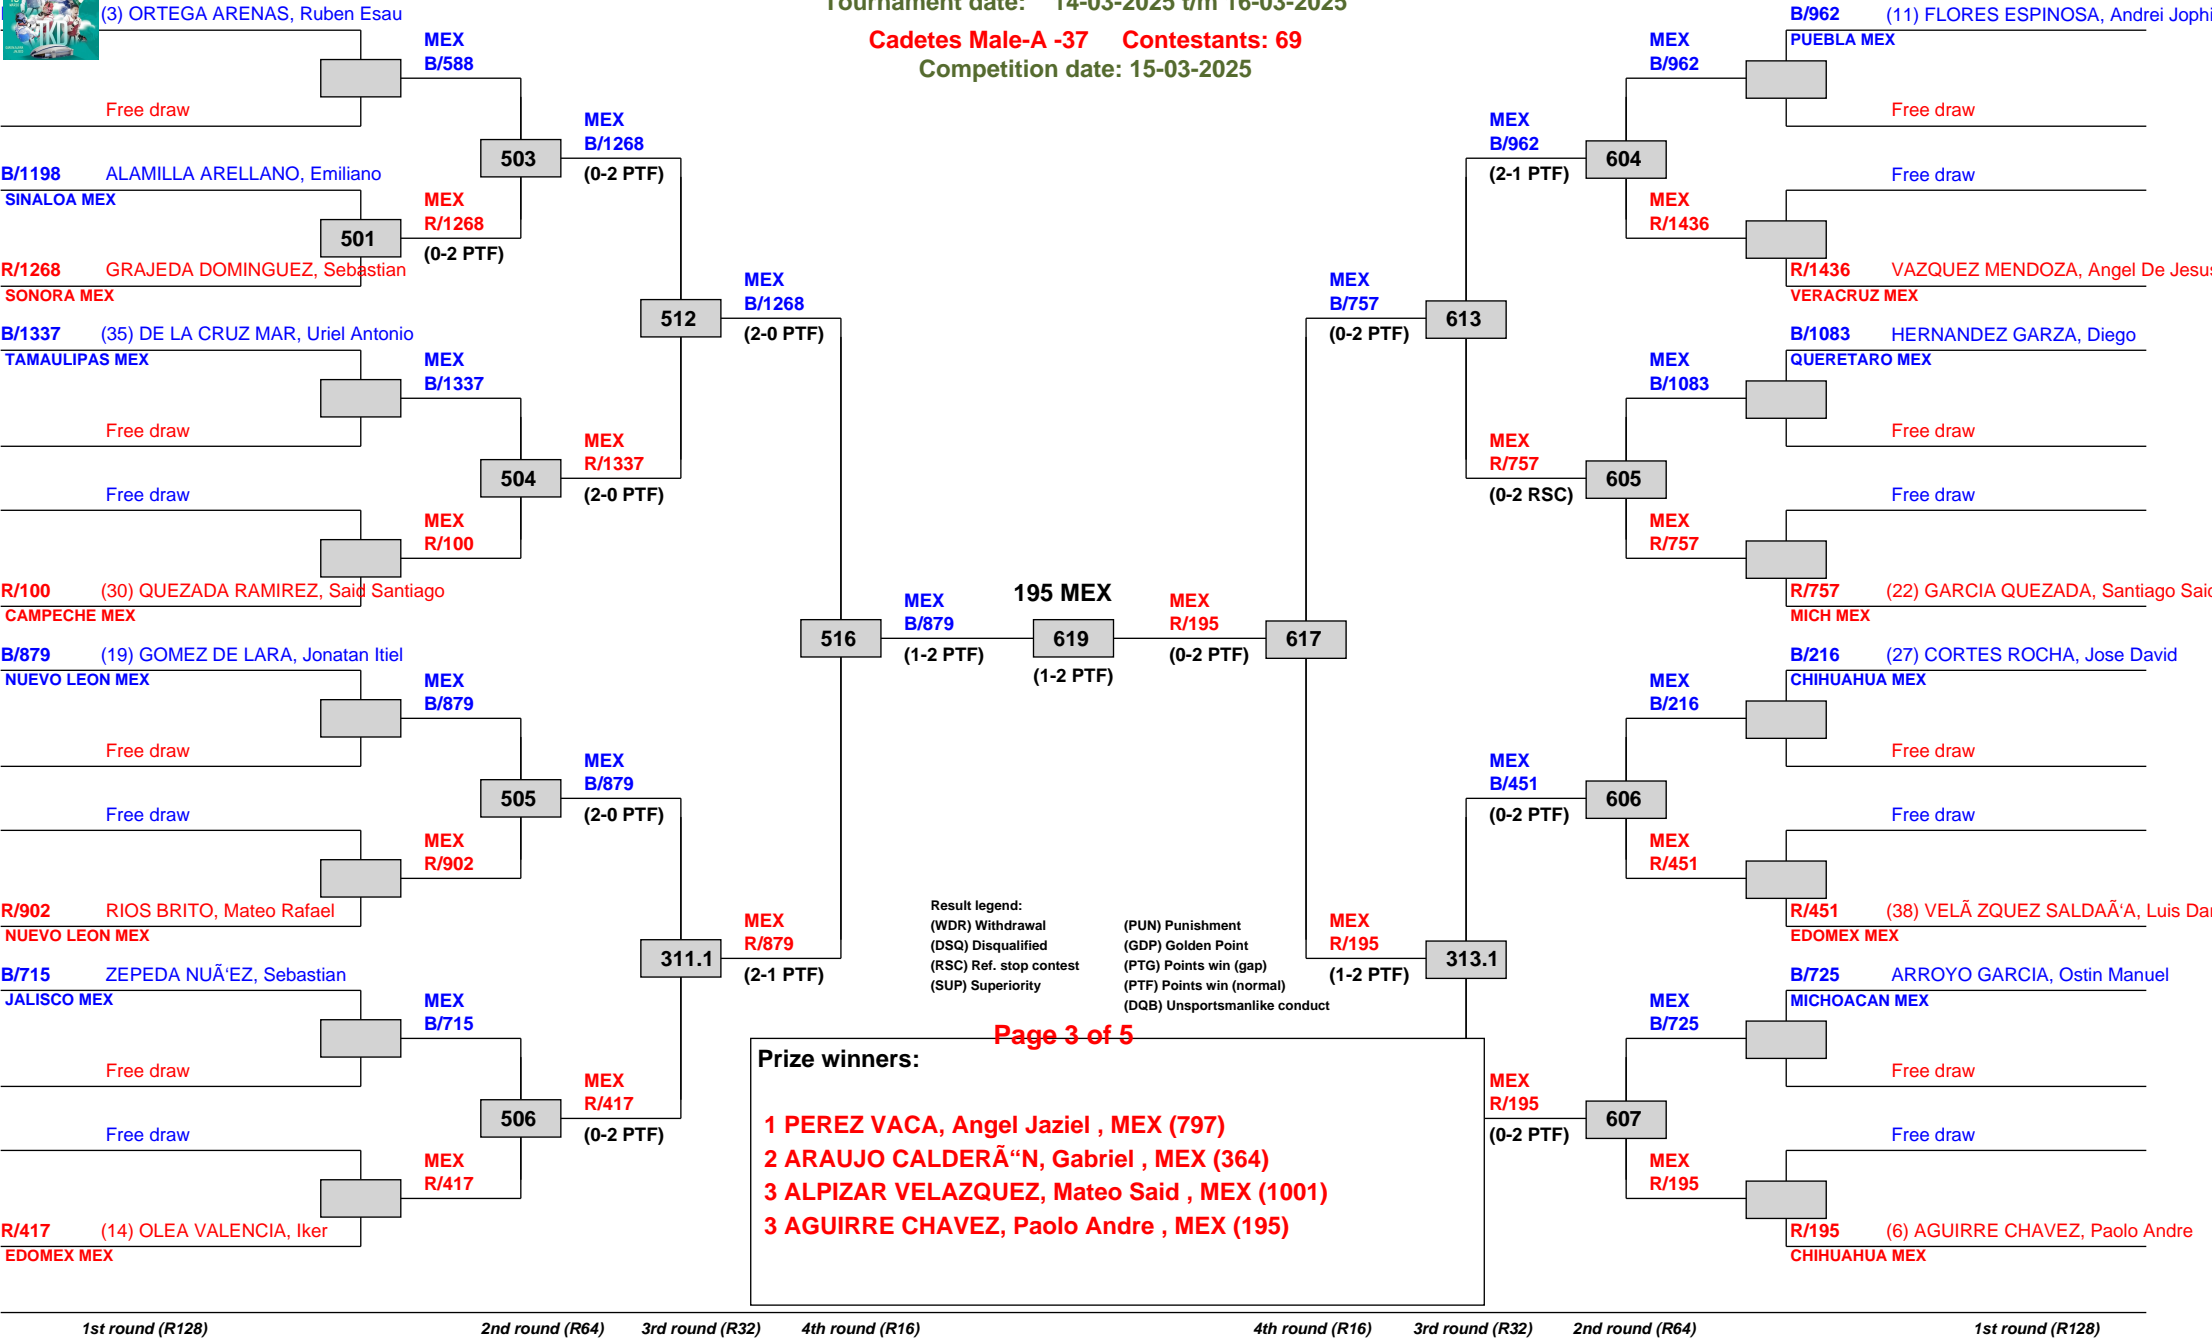 Tournament date: 14-03-2025 t/m 16-03-2025
Cadetes Male-A -37 Contestants: 69
Competition date: 15-03-2025
(3) ORTEGA ARENAS, Ruben Esau
MEX
B/588
Free draw
503
MEX
B/1268
(0-2 PTF)
B/1198 ALAMILLA ARELLANO, Emiliano
SINALOA MEX
501
MEX
R/1268
(0-2 PTF)
R/1268 GRAJEDA DOMINGUEZ, Sebastian
SONORA MEX
512
MEX
B/1268
(2-0 PTF)
B/1337 (35) DE LA CRUZ MAR, Uriel Antonio
TAMAULIPAS MEX
MEX
B/1337
Free draw
504
MEX
R/1337
(2-0 PTF)
Free draw
MEX
R/100
R/100 (30) QUEZADA RAMIREZ, Said Santiago
CAMPECHE MEX
516
MEX
B/879
(1-2 PTF)
B/879 (19) GOMEZ DE LARA, Jonatan Itiel
NUEVO LEON MEX
MEX
B/879
Free draw
505
MEX
B/879
(2-0 PTF)
Free draw
MEX
R/902
R/902 RIOS BRITO, Mateo Rafael
NUEVO LEON MEX
311.1
MEX
R/879
(2-1 PTF)
B/715 ZEPEDA NUÃ‘EZ, Sebastian
JALISCO MEX
MEX
B/715
Free draw
506
MEX
R/417
(0-2 PTF)
Free draw
MEX
R/417
R/417 (14) OLEA VALENCIA, Iker
EDOMEX MEX
195 MEX
619
(1-2 PTF)
MEX
R/195
(0-2 PTF)
617
B/962 (11) FLORES ESPINOSA, Andrei Jophi
PUEBLA MEX
MEX
B/962
Free draw
MEX
B/962
(2-1 PTF)
604
Free draw
MEX
R/1436
R/1436 VAZQUEZ MENDOZA, Angel De Jesus
VERACRUZ MEX
MEX
B/757
(0-2 PTF)
613
B/1083 HERNANDEZ GARZA, Diego
QUERETARO MEX
MEX
B/1083
Free draw
MEX
R/757
(0-2 RSC)
605
Free draw
MEX
R/757
R/757 (22) GARCIA QUEZADA, Santiago Said
MICH MEX
B/216 (27) CORTES ROCHA, Jose David
CHIHUAHUA MEX
MEX
B/216
Free draw
MEX
B/451
(0-2 PTF)
606
Free draw
MEX
R/451
R/451 (38) VELÃ ZQUEZ SALDAÃ‘A, Luis Dan
EDOMEX MEX
MEX
R/195
(1-2 PTF)
313.1
B/725 ARROYO GARCIA, Ostin Manuel
MICHOACAN MEX
MEX
B/725
Free draw
MEX
R/195
(0-2 PTF)
607
Free draw
MEX
R/195
R/195 (6) AGUIRRE CHAVEZ, Paolo Andre
CHIHUAHUA MEX
Result legend:
(WDR) Withdrawal (PUN) Punishment
(DSQ) Disqualified (GDP) Golden Point
(RSC) Ref. stop contest (PTG) Points win (gap)
(SUP) Superiority (PTF) Points win (normal)
(DQB) Unsportsmanlike conduct
Page 3 of 5
Prize winners:
1 PEREZ VACA, Angel Jaziel , MEX (797)
2 ARAUJO CALDERÃ“N, Gabriel , MEX (364)
3 ALPIZAR VELAZQUEZ, Mateo Said , MEX (1001)
3 AGUIRRE CHAVEZ, Paolo Andre , MEX (195)
1st round (R128) 2nd round (R64) 3rd round (R32) 4th round (R16) 4th round (R16) 3rd round (R32) 2nd round (R64) 1st round (R128)